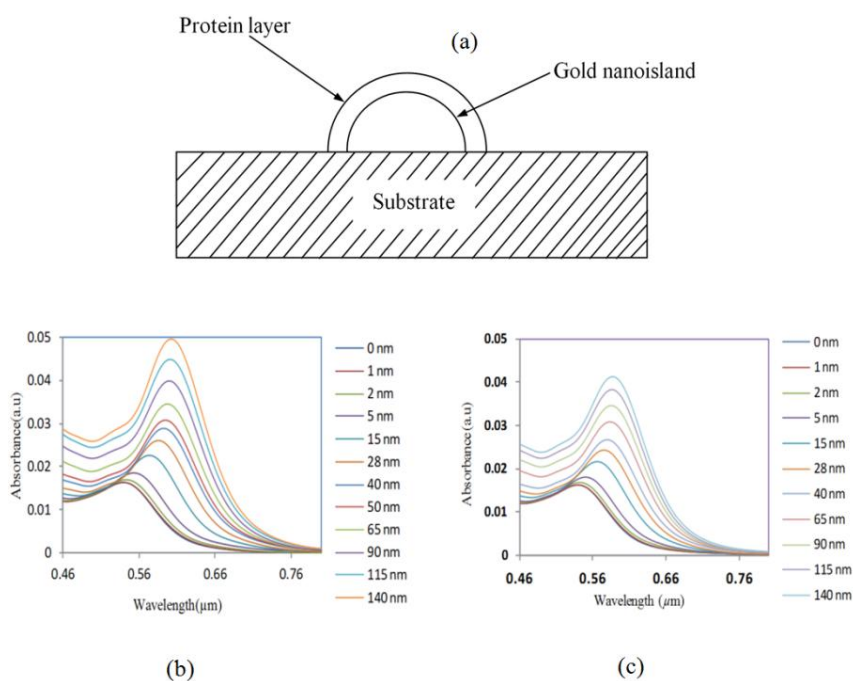 Protein layer
(a)
Gold nanoisland
Substrate
0.05
0.04
0.03
0.02
0.01
0
Absorbance(a.u)
0.46
0.56
0.66
0.76
Wavelength(µm)
0 nm
1 nm
2 nm
5 nm
15 nm
28 nm
40 nm
50 nm
65 nm
90 nm
115 nm
140 nm
(b)
0.05
0.04
0.03
0.02
0.01
0
Absorbance(a.u)
0.46
0.56
0.66
0.76
Wavelength (µm)
0 nm
1 nm
2 nm
5 nm
15 nm
28 nm
40 nm
65 nm
90 nm
115 nm
140 nm
(c)